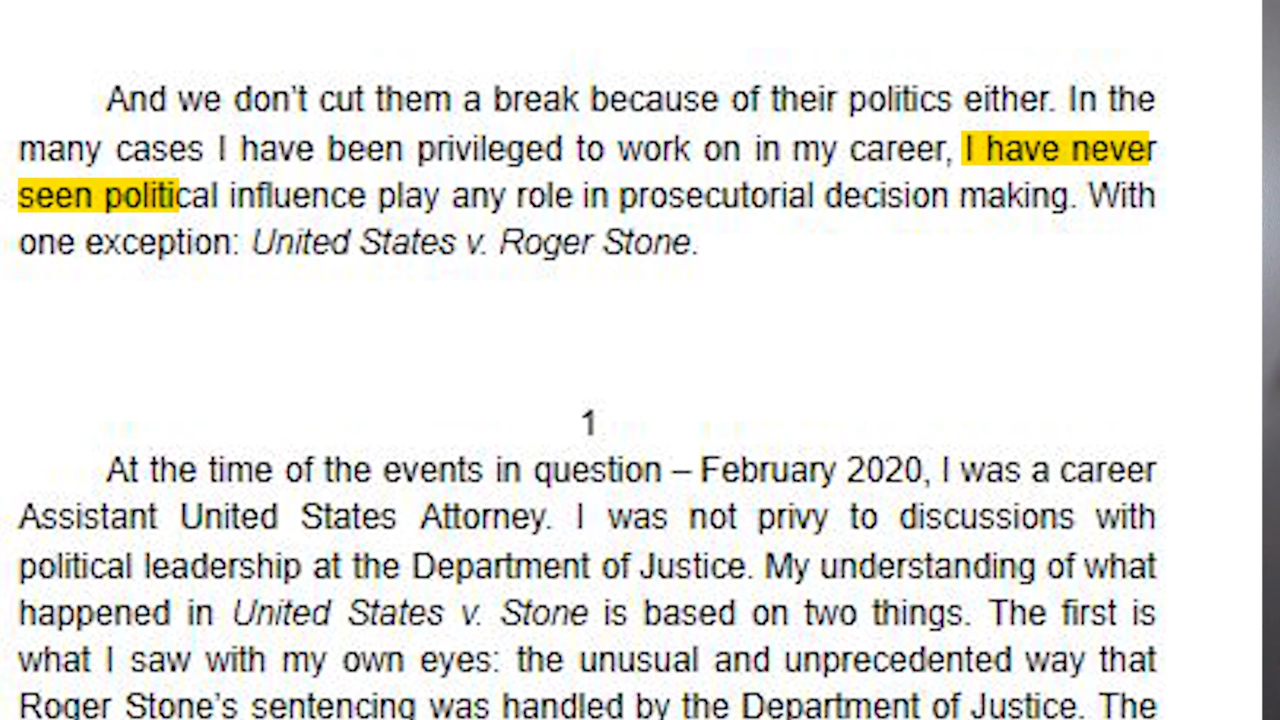 And we don't cut them a break because of their politics either. In the
many cases I have been privileged to work on in my career, I have never
seen political influence play any role in prosecutorial decision making. With
one exception: United States v. Roger Stone.
1
At the time of the events in question – February 2020, I was a career
Assistant United States Attorney. I was not privy to discussions with
political leadership at the Department of Justice. My understanding of what
happened in United States v. Stone is based on two things. The first is
what I saw with my own eyes: the unusual and unprecedented way that
Roger Stone's sentencing was handled by the Department of Justice. The